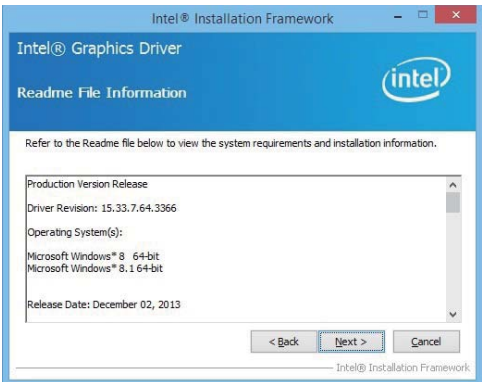 Intel® Installation Framework
Intel® Graphics Driver
Readme File Information
intel
Refer to the Readme file below to view the system requirements and installation information.
Production Version Release
Driver Revision: 15.33.7.64.3366
Operating System(s):
Microsoft Windows* 8 64-bit
Microsoft Windows* 8.1 64-bit
Release Date: December 02, 2013
< Back Next > Cancel
Intel® Installation Framework